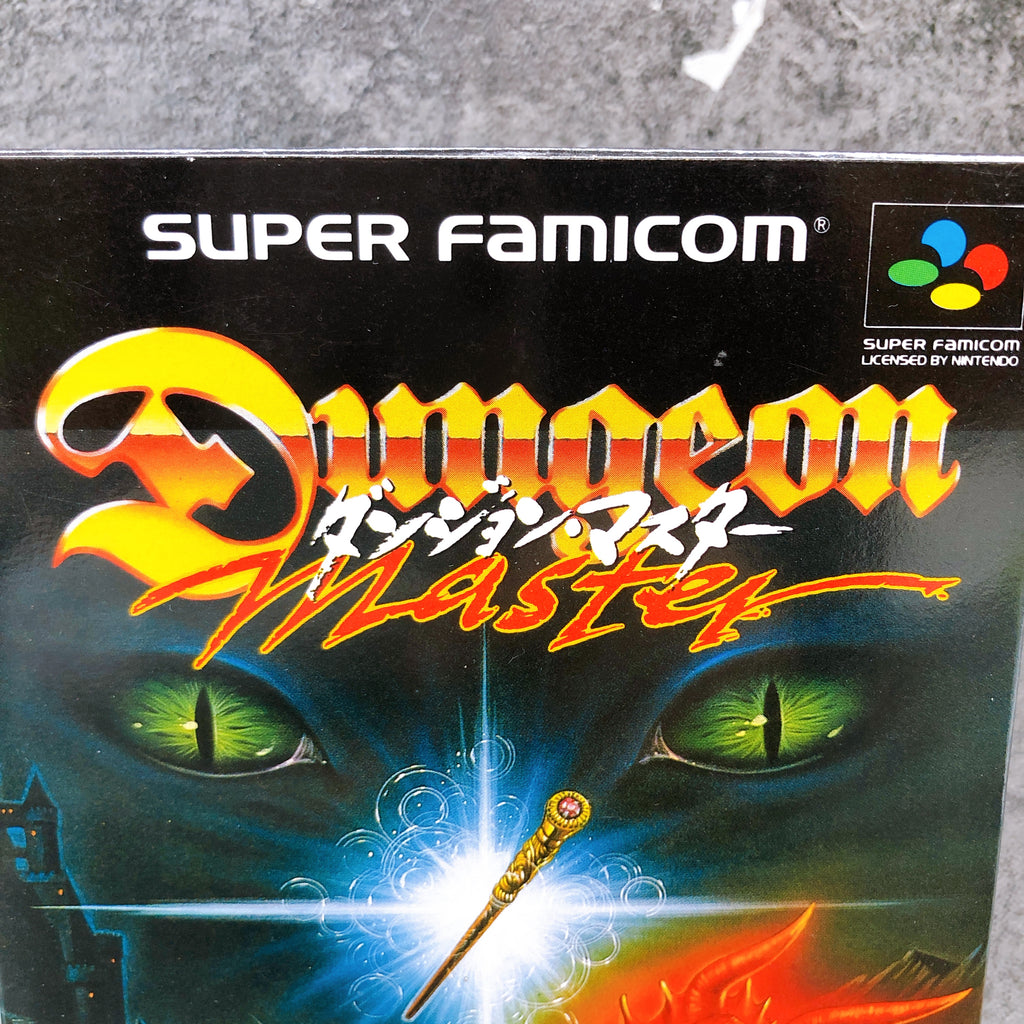 SUPER FAMICOM®
SUPER FAMICOM
LICENSED BY NINTENDO
Dungeon
ダンジョン・マスター
Master